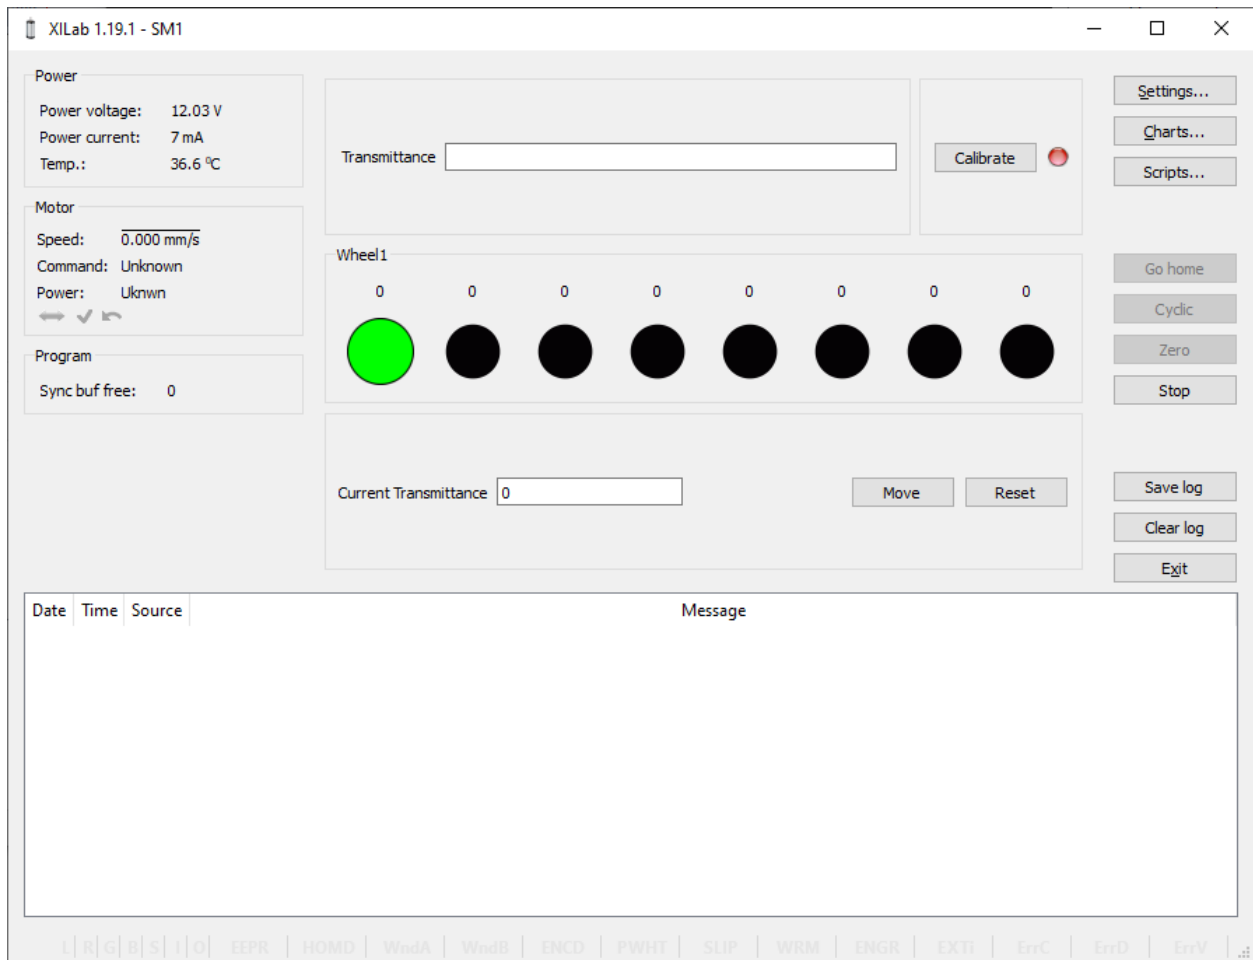 XILab 1.19.1 - SM1
Power
Power voltage: 12.03 V
Power current: 7 mA
Temp.: 36.6 ⁰C
Motor
Speed: 0.000 mm/s
Command: Unknown
Power: Uknwn
Program
Sync buf free: 0
Transmittance
Calibrate
Wheel1
0 0 0 0 0 0 0 0
Current Transmittance 0
Move Reset
Settings...
Charts...
Scripts...
Go home
Cyclic
Zero
Stop
Save log
Clear log
Exit
Date Time Source Message
L R G B S I O EEPR HOMD WndA WndB ENCD PWHT SLIP WRM ENGR EXTi ErrC ErrD ErrV